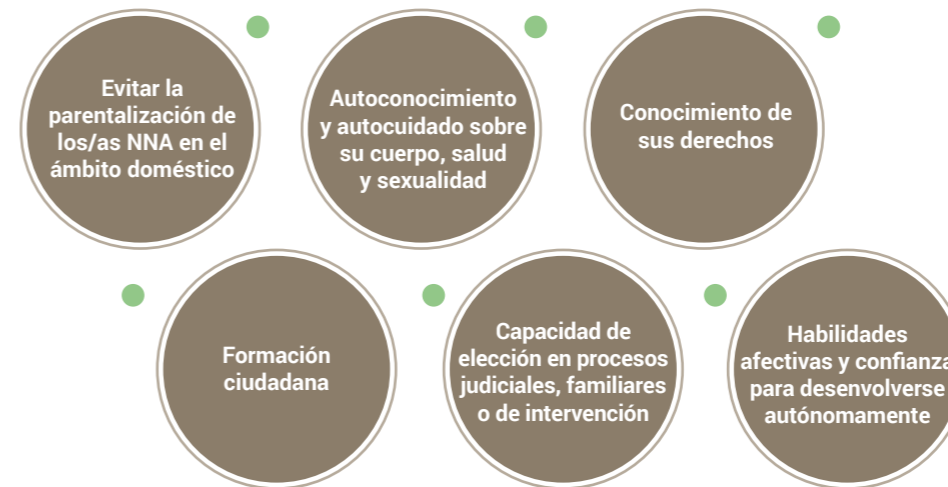 Evitar la
parentalización de
los/as NNA en el
ámbito doméstico
Autoconocimiento
y autocuidado sobre
su cuerpo, salud
y sexualidad
Conocimiento de
sus derechos
Formación
ciudadana
Capacidad de
elección en procesos
judiciales, familiares
o de intervención
Habilidades
afectivas y confianza
para desenvolverse
autónomamente